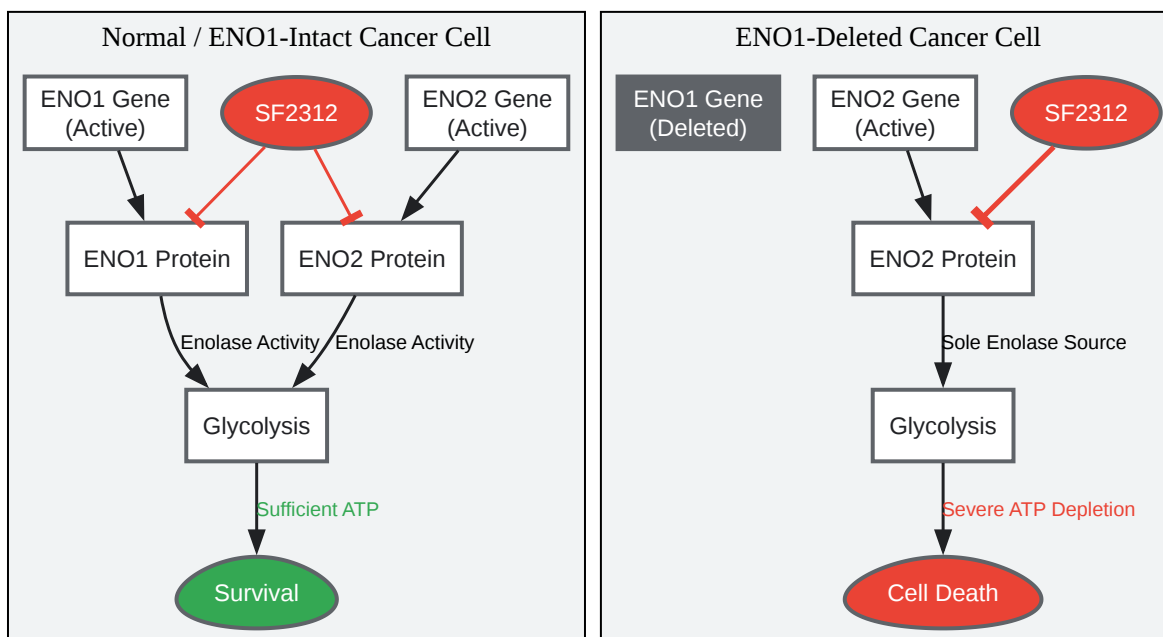 Normal / ENO1-Intact Cancer Cell
ENO1 Gene
(Active)
SF2312
ENO2 Gene
(Active)
ENO1 Protein
ENO2 Protein
Enolase Activity
Enolase Activity
Glycolysis
Sufficient ATP
Survival
ENO1-Deleted Cancer Cell
ENO1 Gene
(Deleted)
ENO2 Gene
(Active)
SF2312
ENO2 Protein
Sole Enolase Source
Glycolysis
Severe ATP Depletion
Cell Death